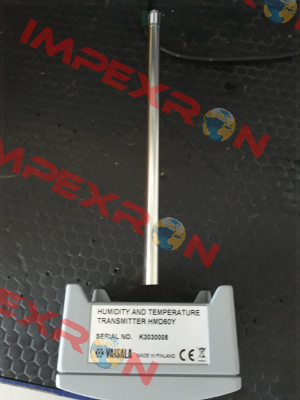 IMPEXRON
IMPEXRON
IMPEXRON
HUMIDITY AND TEMPERATURE
TRANSMITTER HMD60Y
SERIAL NO. K3030008
VAISALA MADE IN FINLAND CE